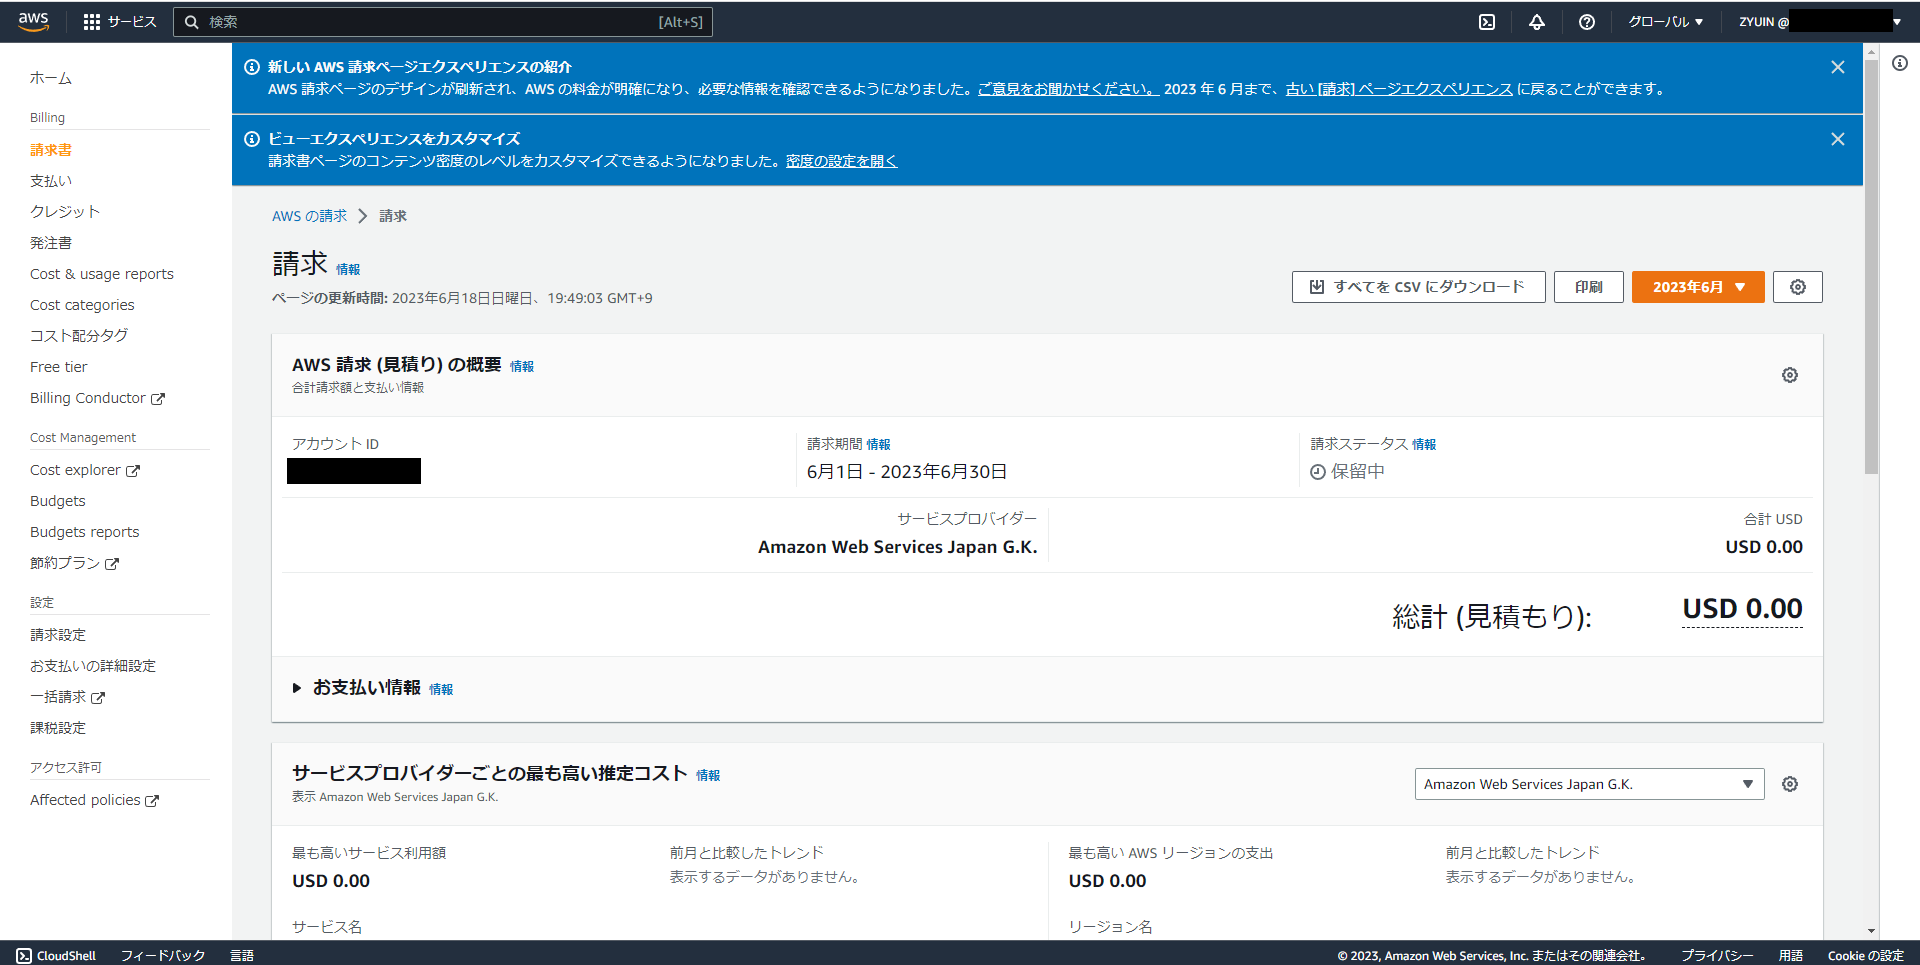 aws
サービス
検索
[Alt+S]
グローバル
ZYUIN @
ホーム
Billing
請求書
支払い
クレジット
発注書
Cost & usage reports
Cost categories
コスト配分タグ
Free tier
Billing Conductor
Cost Management
Cost explorer
Budgets
Budgets reports
節約プラン
設定
請求設定
お支払いの詳細設定
一括請求
課税設定
アクセス許可
Affected policies
新しい AWS 請求ページエクスペリエンスの紹介
AWS 請求ページのデザインが刷新され、AWS の料金が明確になり、必要な情報を確認できるようになりました。ご意見をお聞かせください。 2023 年 6 月まで、古い [請求] ページエクスペリエンス に戻ることができます。
ビューエクスペリエンスをカスタマイズ
請求書ページのコンテンツ密度のレベルをカスタマイズできるようになりました。密度の設定を開く
AWS の請求
請求
請求 情報
ページの更新時間: 2023年6月18日日曜日、19:49:03 GMT+9
すべてを CSV にダウンロード
印刷
2023年6月
AWS 請求 (見積り) の概要 情報
合計請求額と支払い情報
アカウント ID
請求期間 情報
6月1日 - 2023年6月30日
請求ステータス 情報
保留中
サービスプロバイダー
Amazon Web Services Japan G.K.
合計 USD
USD 0.00
総計 (見積もり):
USD 0.00
お支払い情報 情報
サービスプロバイダーごとの最も高い推定コスト 情報
表示 Amazon Web Services Japan G.K.
Amazon Web Services Japan G.K.
最も高いサービス利用額
USD 0.00
前月と比較したトレンド
表示するデータがありません。
最も高い AWS リージョンの支出
USD 0.00
前月と比較したトレンド
表示するデータがありません。
サービス名
リージョン名
CloudShell
フィードバック
言語
© 2023, Amazon Web Services, Inc. またはその関連会社。
プライバシー
用語
Cookie の設定